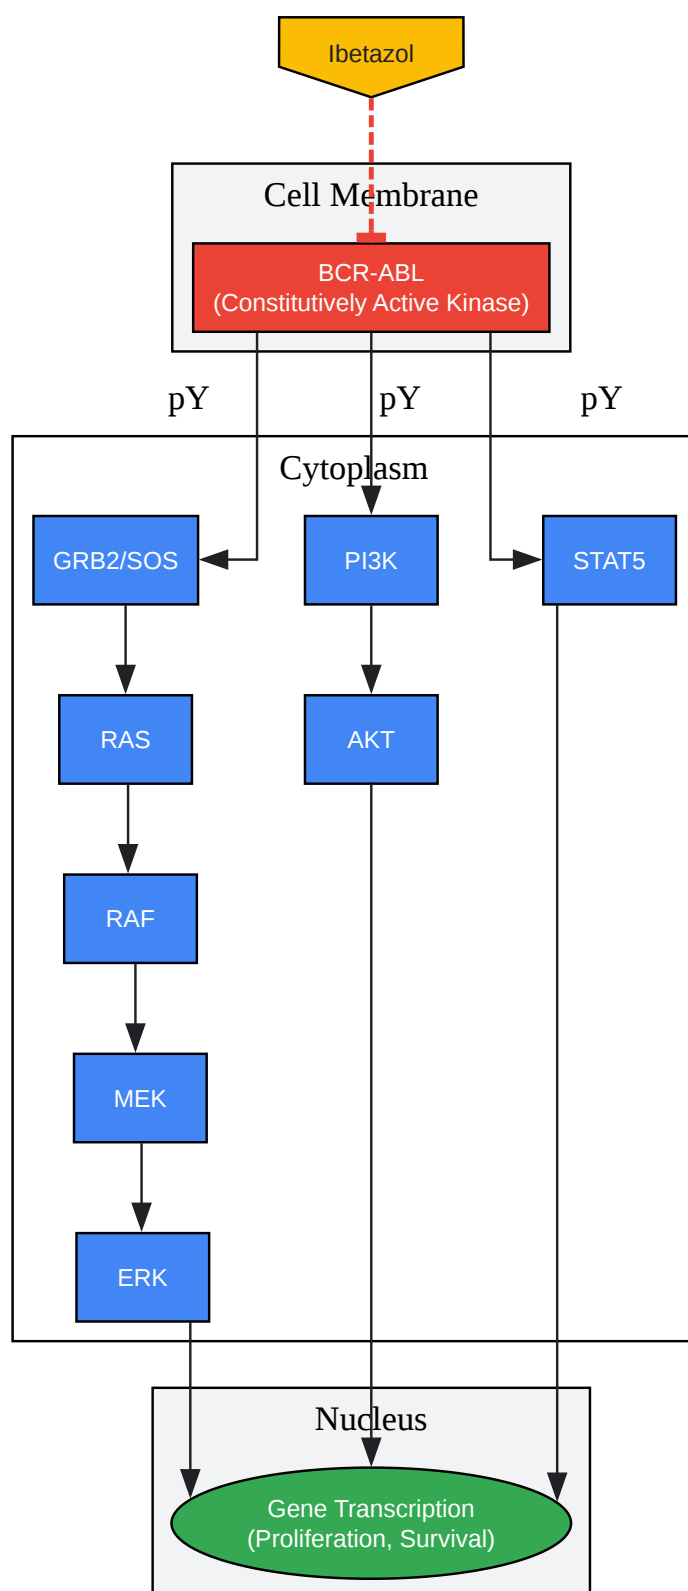 Ibetazol
Cell Membrane
BCR-ABL
(Constitutively Active Kinase)
pY
pY
pY
Cytoplasm
GRB2/SOS
PI3K
STAT5
RAS
AKT
RAF
MEK
ERK
Nucleus
Gene Transcription
(Proliferation, Survival)